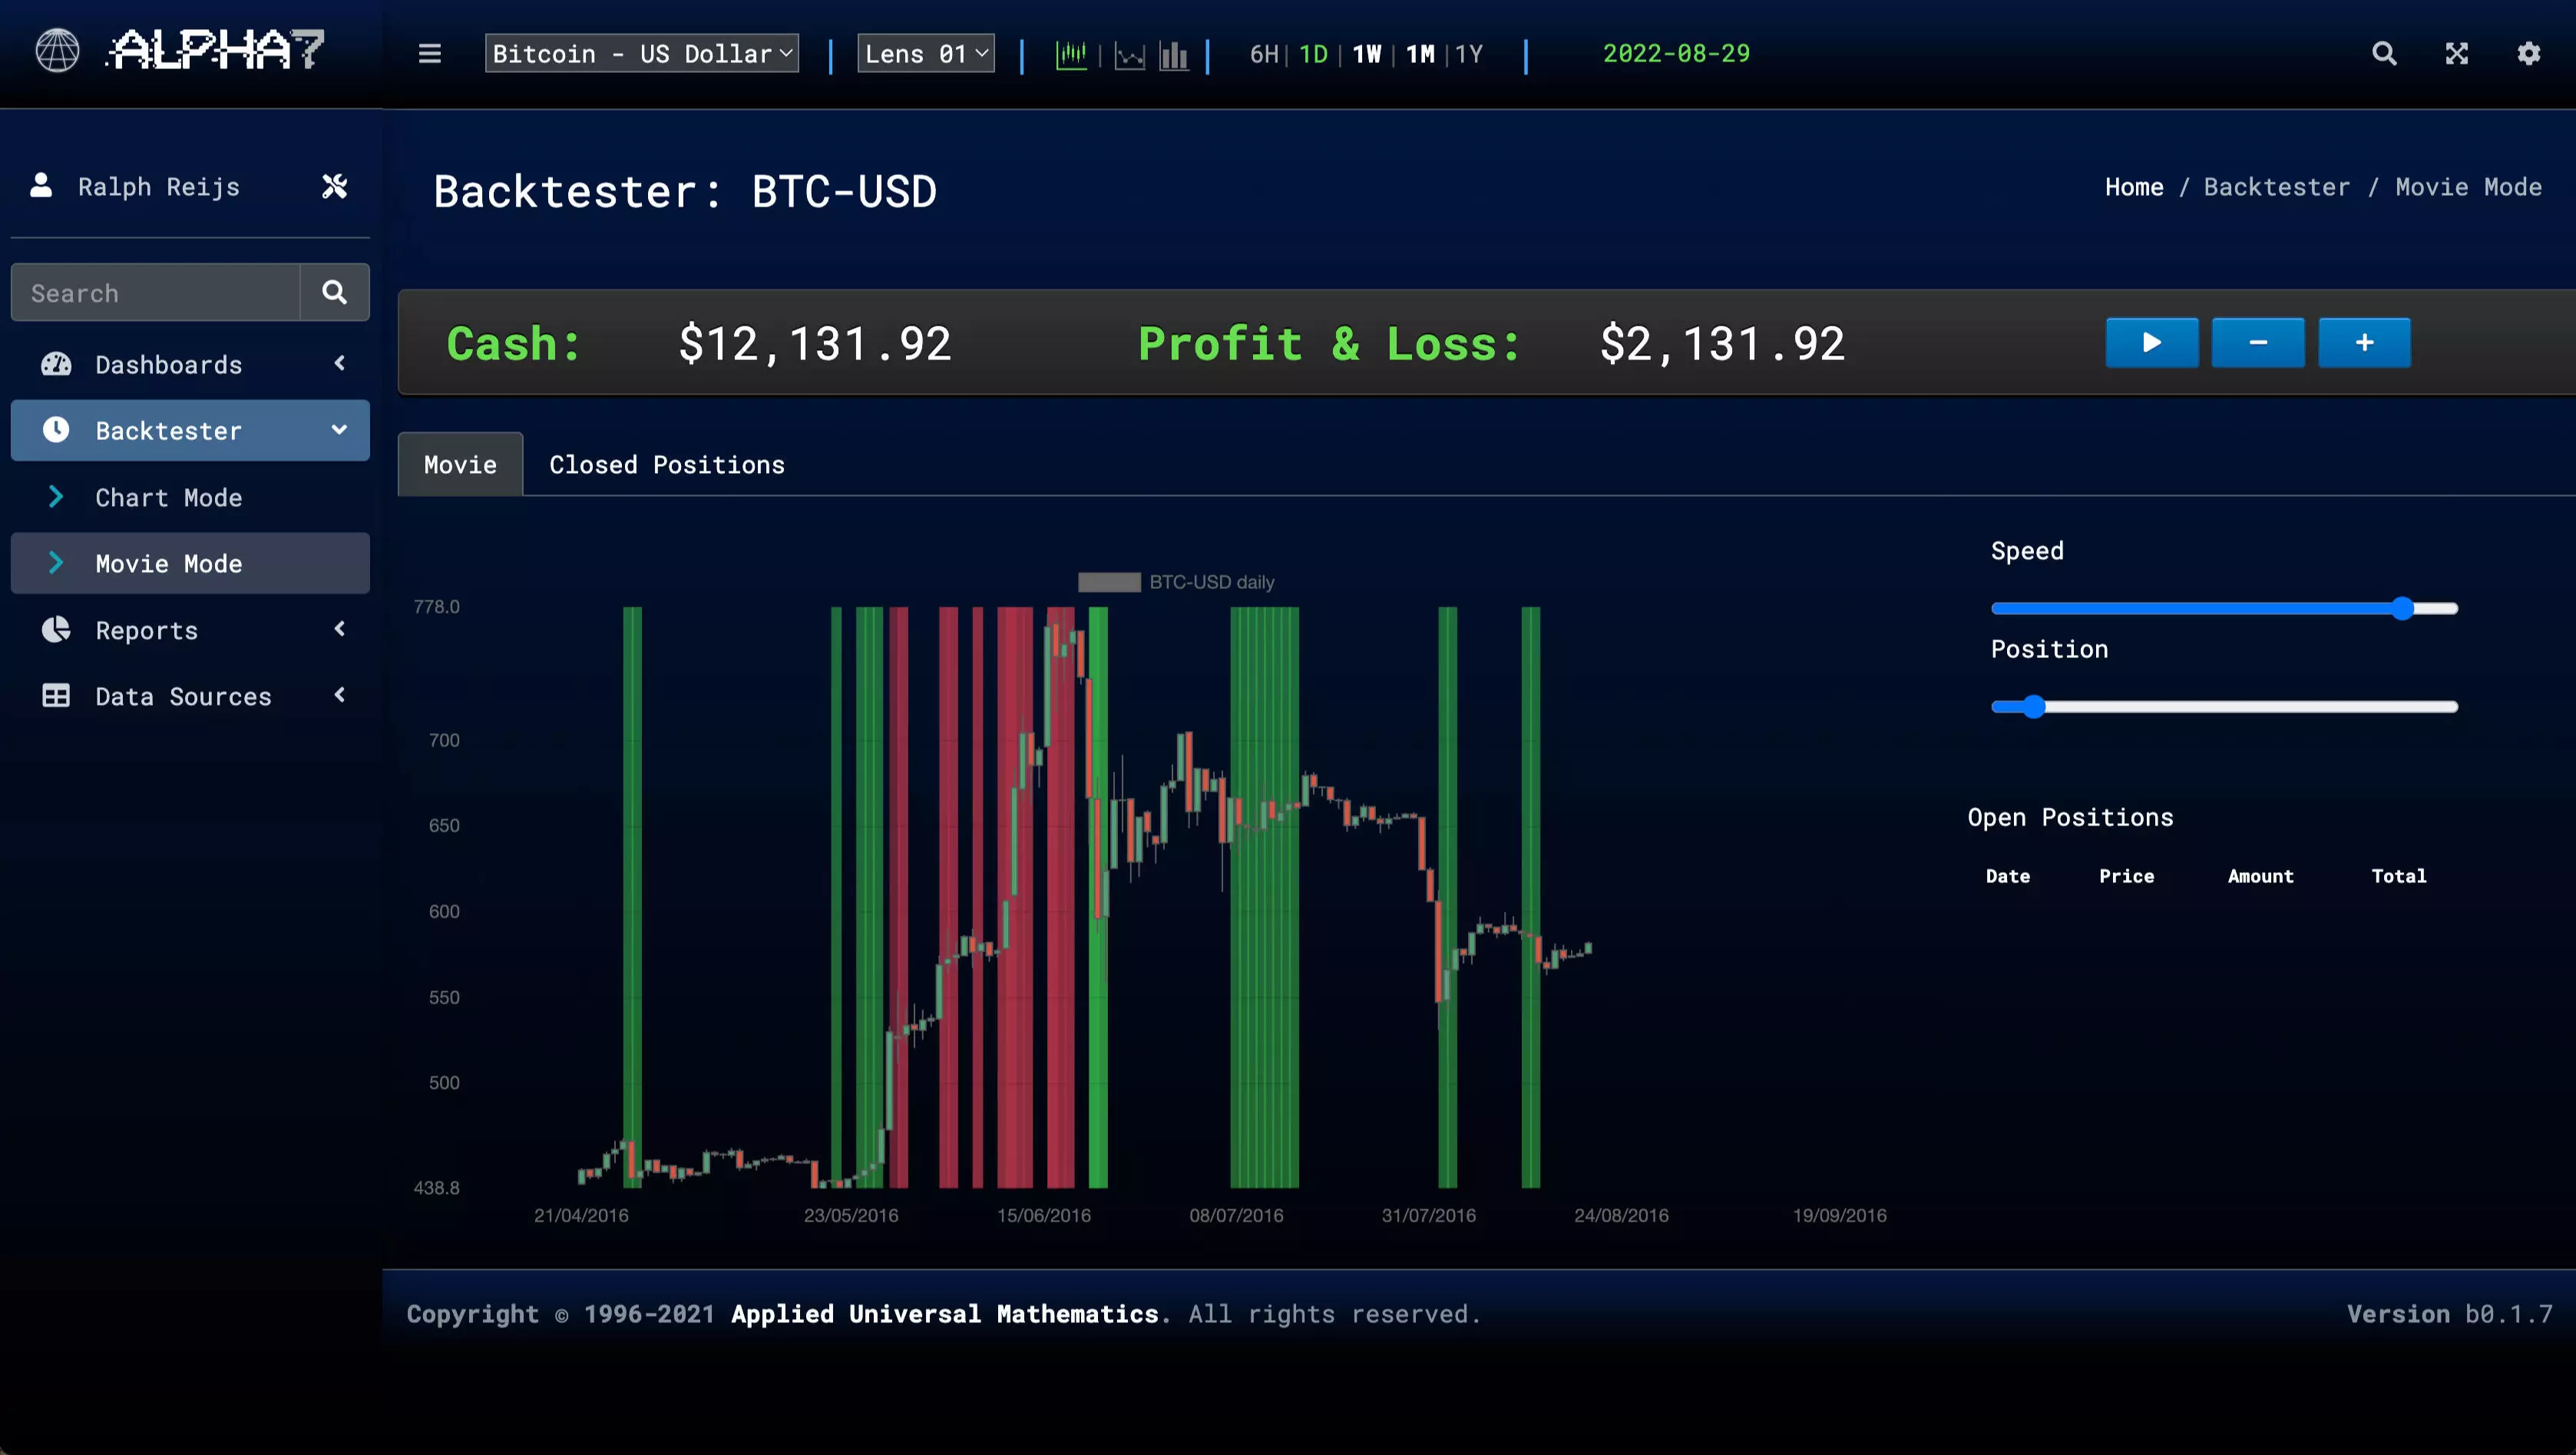 ALPHA7
Bitcoin - US Dollar
Lens 01
6H | 1D | 1W | 1M | 1Y
2022-08-29
Ralph Reijs
Search
Dashboards
Backtester
Chart Mode
Movie Mode
Reports
Data Sources
Backtester: BTC-USD
Home / Backtester / Movie Mode
Cash: $12,131.92 Profit & Loss: $2,131.92
Movie
Closed Positions
BTC-USD daily
778.0
700
650
600
550
500
438.8
21/04/2016 23/05/2016 15/06/2016 08/07/2016 31/07/2016 24/08/2016 19/09/2016
Speed
Position
Open Positions
Date Price Amount Total
Copyright © 1996-2021 Applied Universal Mathematics. All rights reserved.
Version b0.1.7